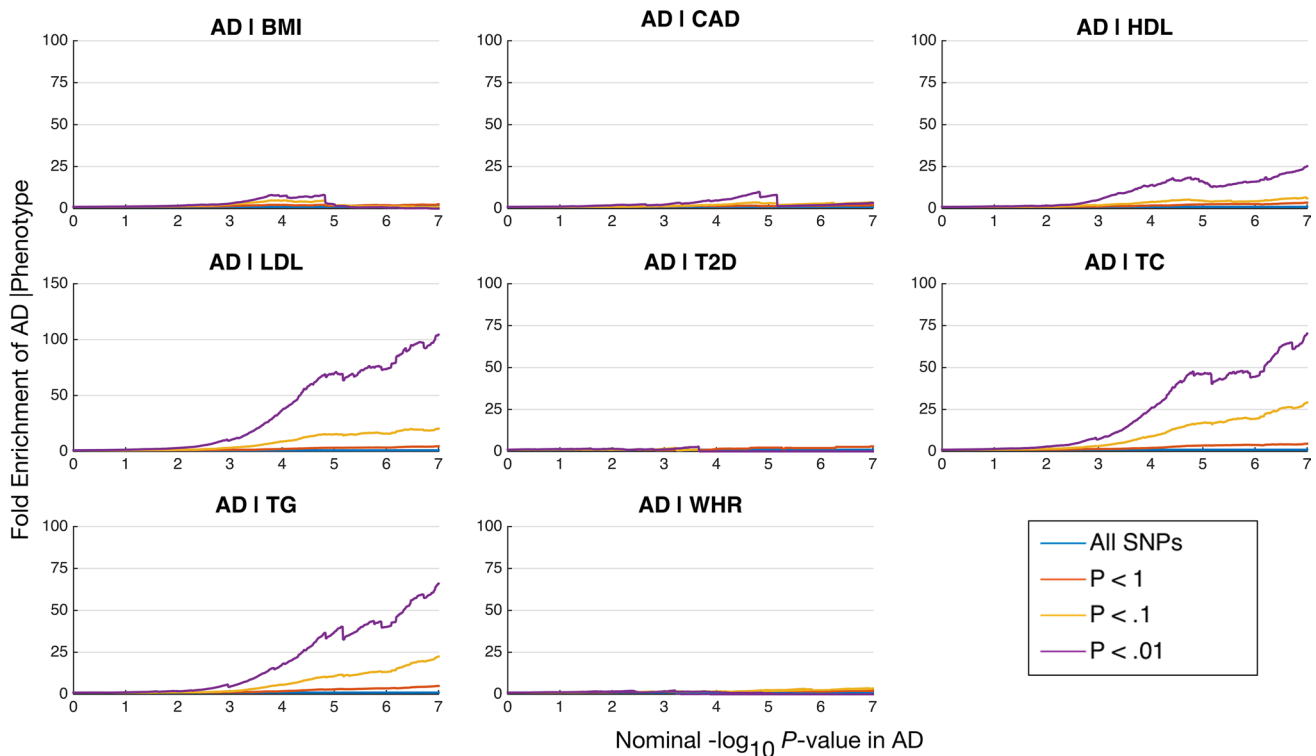 AD | BMI
100
75
50
25
0
0 1 2 3 4 5 6 7
AD | CAD
100
75
50
25
0
0 1 2 3 4 5 6 7
AD | HDL
100
75
50
25
0
0 1 2 3 4 5 6 7
Fold Enrichment of AD |Phenotype
AD | LDL
150
100
50
0
0 1 2 3 4 5 6 7
AD | T2D
100
75
50
25
0
0 1 2 3 4 5 6 7
AD | TC
100
75
50
25
0
0 1 2 3 4 5 6 7
AD | TG
100
75
50
25
0
0 1 2 3 4 5 6 7
AD | WHR
100
75
50
25
0
0 1 2 3 4 5 6 7
All SNPs
P < 1
P < .1
P < .01
Nominal -log10 P-value in AD